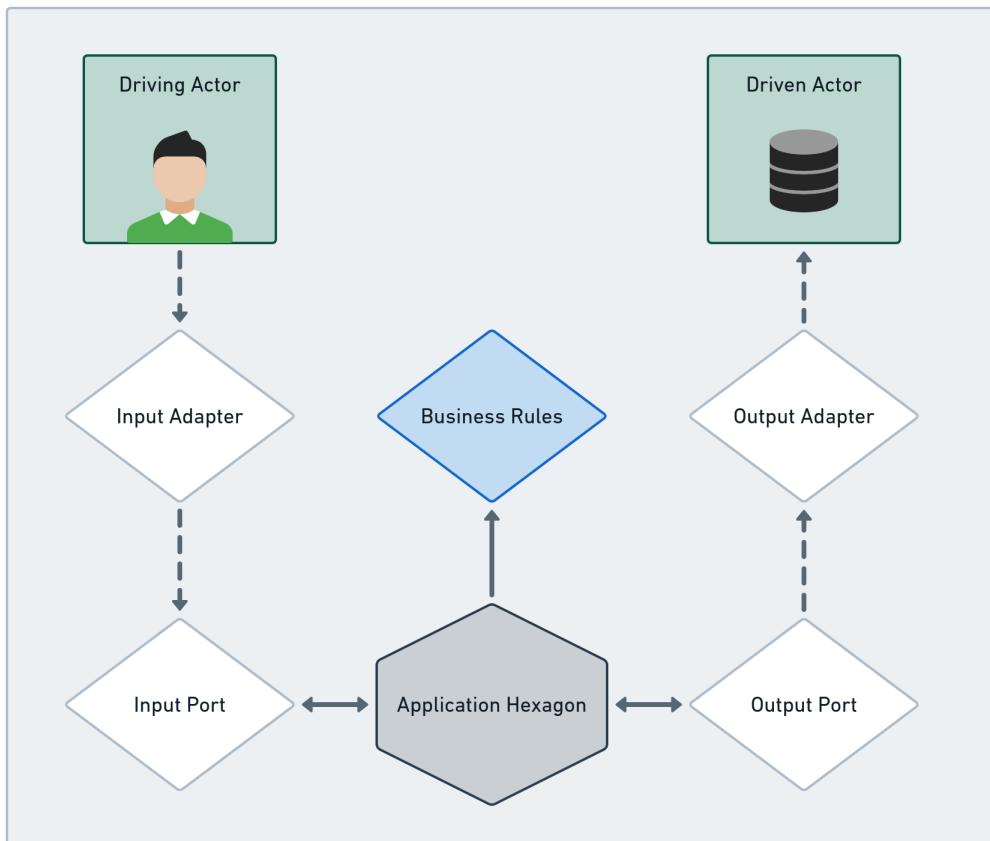 Driving Actor
Driven Actor
Input Adapter
Business Rules
Output Adapter
Input Port
Application Hexagon
Output Port